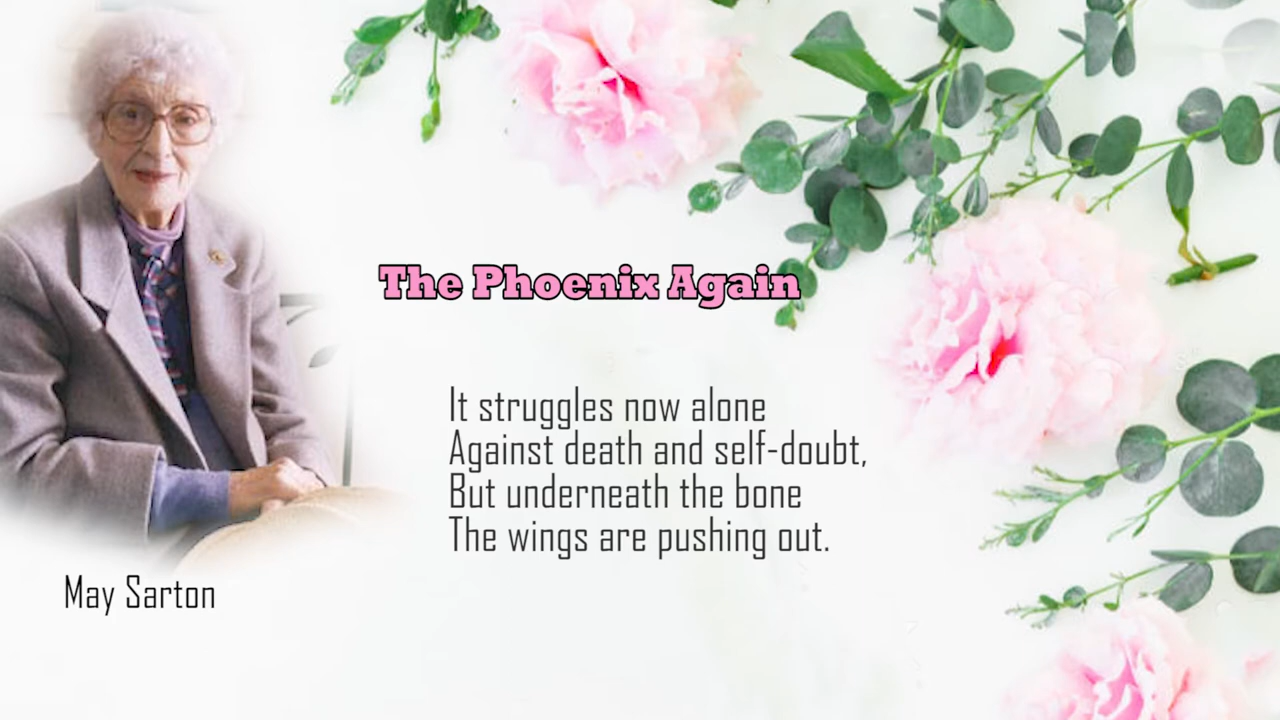 The Phoenix Again
It struggles now alone
Against death and self-doubt,
But underneath the bone
The wings are pushing out.
May Sarton